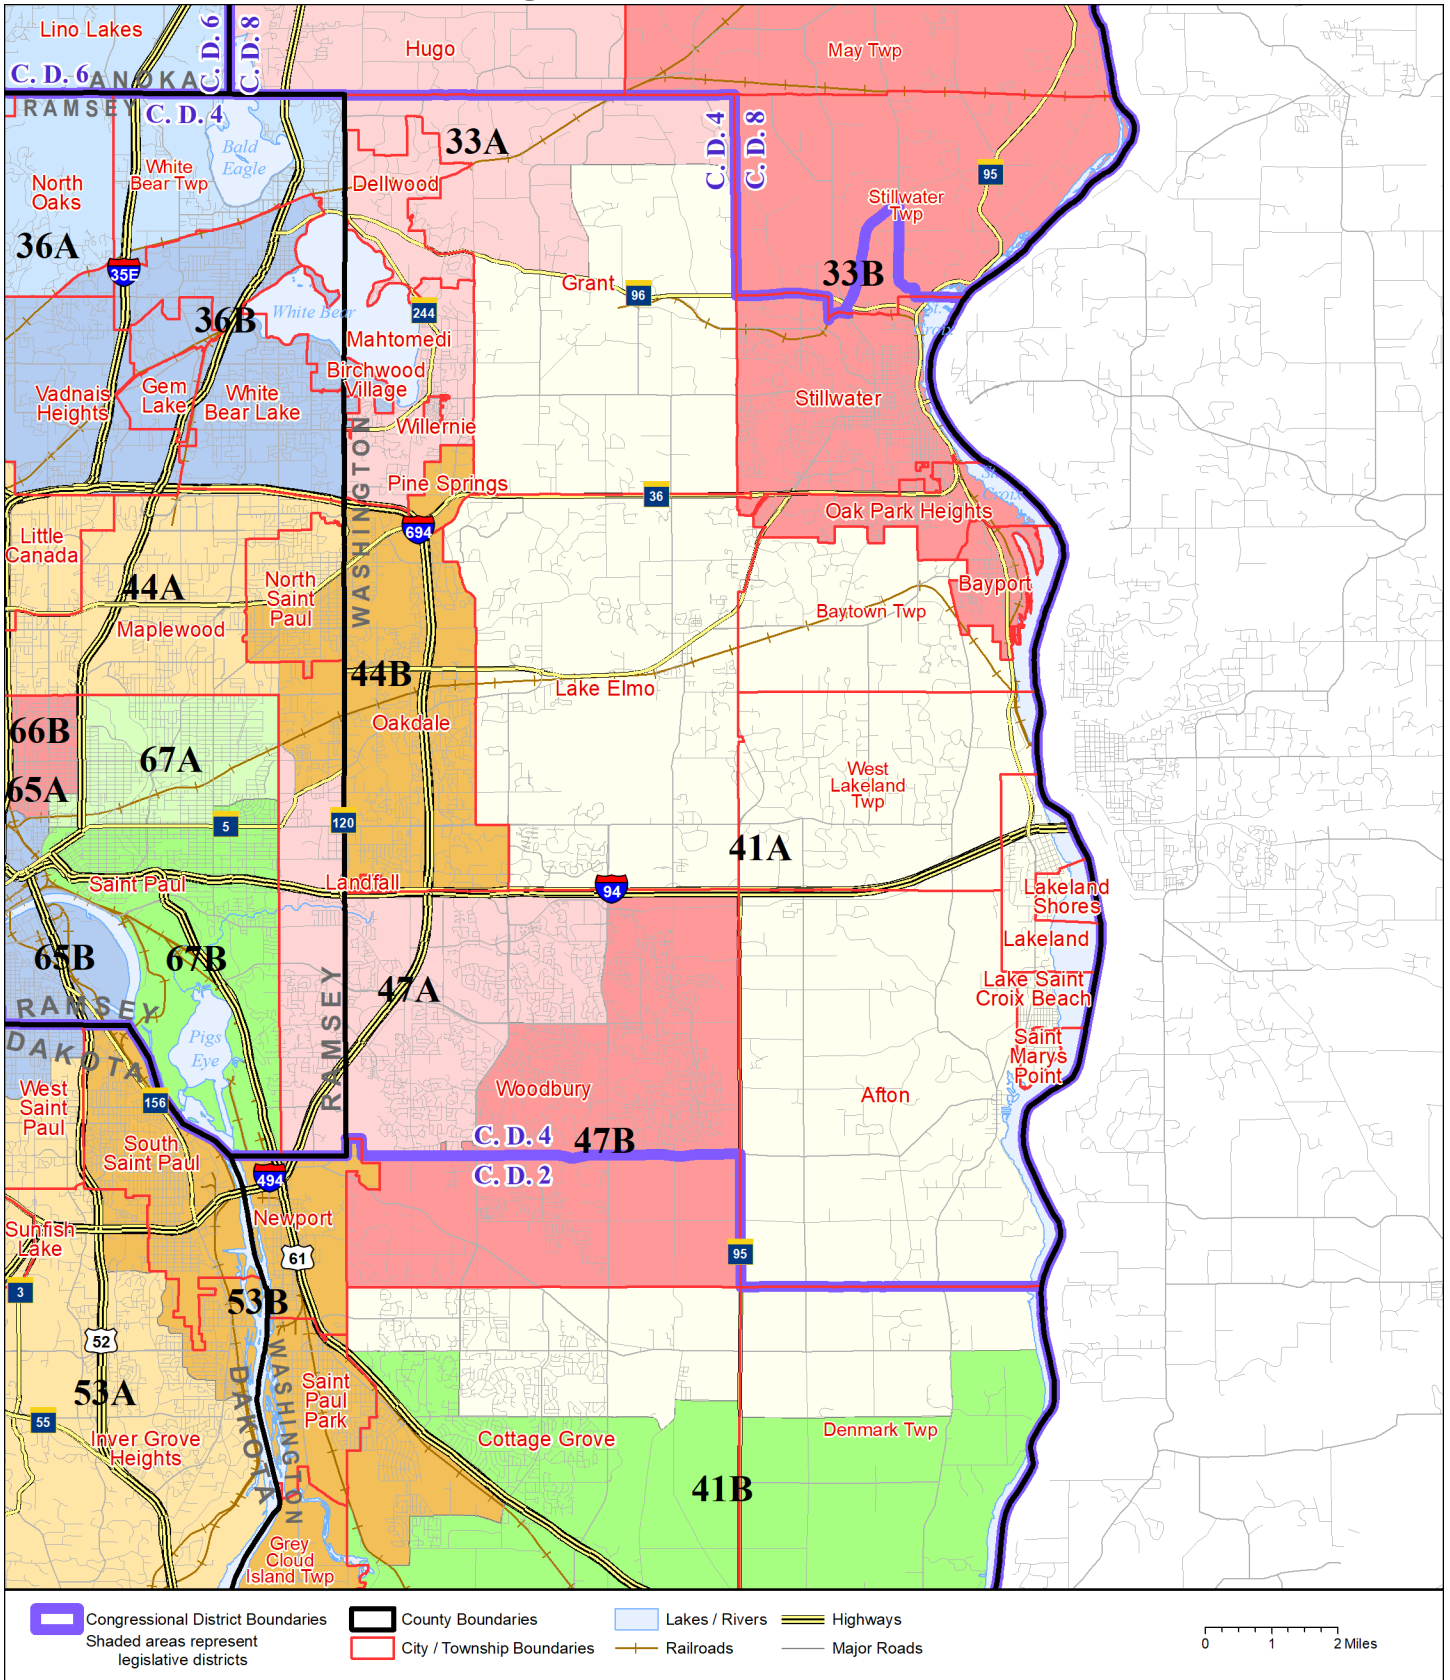 Lino Lakes
C. D. 6
C. D. 8
Hugo
May Twp
C. D. 6
ANOKA
RAMSEY
C. D. 4
33A
C. D. 4
C. D. 8
Bald
Eagle
White
Bear Twp
North
Oaks
Dellwood
95
Stillwater
Twp
36A
35E
33B
Grant
96
36B
White Bear
244
St.
Croix
Mahtomedi
Birchwood
Village
Vadnais
Heights
Gem
Lake
White
Bear Lake
Stillwater
Willernie
WASHINGTON
Pine Springs
36
Croix
Oak Park Heights
694
Little
Canada
44A
North
Saint
Paul
Bayport
Baytown Twp
Maplewood
44B
Lake Elmo
66B
Oakdale
67A
65A
West
Lakeland
Twp
5
120
41A
Saint Paul
Landfall
94
Lakeland
Shores
Lakeland
65B
67B
47A
Lake Saint
Croix Beach
RAMSEY
RAMSEY
DAKOTA
Pigs
Eye
Saint
Marys
Point
West
Saint
Paul
156
Woodbury
Afton
South
Saint Paul
C. D. 4
47B
C. D. 2
494
Newport
Sunfish
Lake
61
95
3
53B
52
WASHINGTON
DAKOTA
53A
Saint
Paul
Park
55
Inver Grove
Heights
Cottage Grove
Denmark Twp
41B
Grey
Cloud
Island Twp
Congressional District Boundaries
Shaded areas represent
legislative districts
County Boundaries
City / Township Boundaries
Lakes / Rivers
Railroads
Highways
Major Roads
0 1 2 Miles